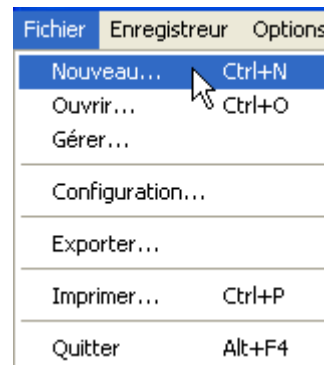 Fichier Enregistreur Options
Nouveau... Ctrl+N
Ouvrir... Ctrl+O
Gérer...
Configuration...
Exporter...
Imprimer... Ctrl+P
Quitter Alt+F4